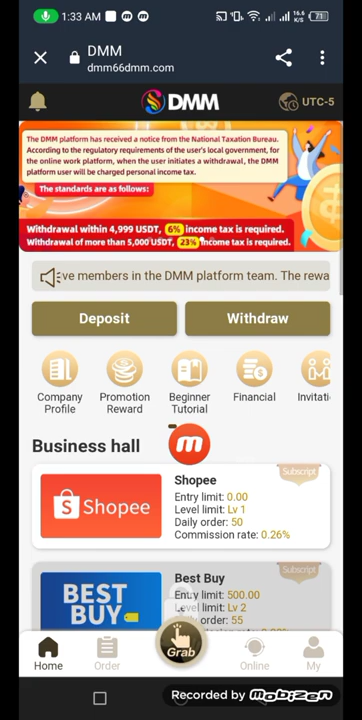 1:33 AM
16.6
K/S
73
DMM
dmm66dmm.com
DMM
UTC-5
The DMM platform has received a notice from the National Taxation Bureau.
According to the regulatory requirements of the user's local government, for
the online work platform, when the user initiates a withdrawal, the DMM
platform user will be charged personal income tax.
The standards are as follows:
Withdrawal within 4,999 USDT, 6% income tax is required.
Withdrawal of more than 5,000 USDT, 23% income tax is required.
ve members in the DMM platform team. The rewa
Deposit
Withdraw
Company
Profile
Promotion
Reward
Beginner
Tutorial
Financial
Invitati
m
Business hall
Subscript
Shopee
Shopee
Entry limit: 0.00
Level limit: Lv 1
Daily order: 50
Commission rate: 0.26%
Subscript
BEST
BUY
Best Buy
Entry limit: 500.00
Level limit: Lv 2
order: 55
Grab
Home
Order
Online
My
Recorded by Mobizen